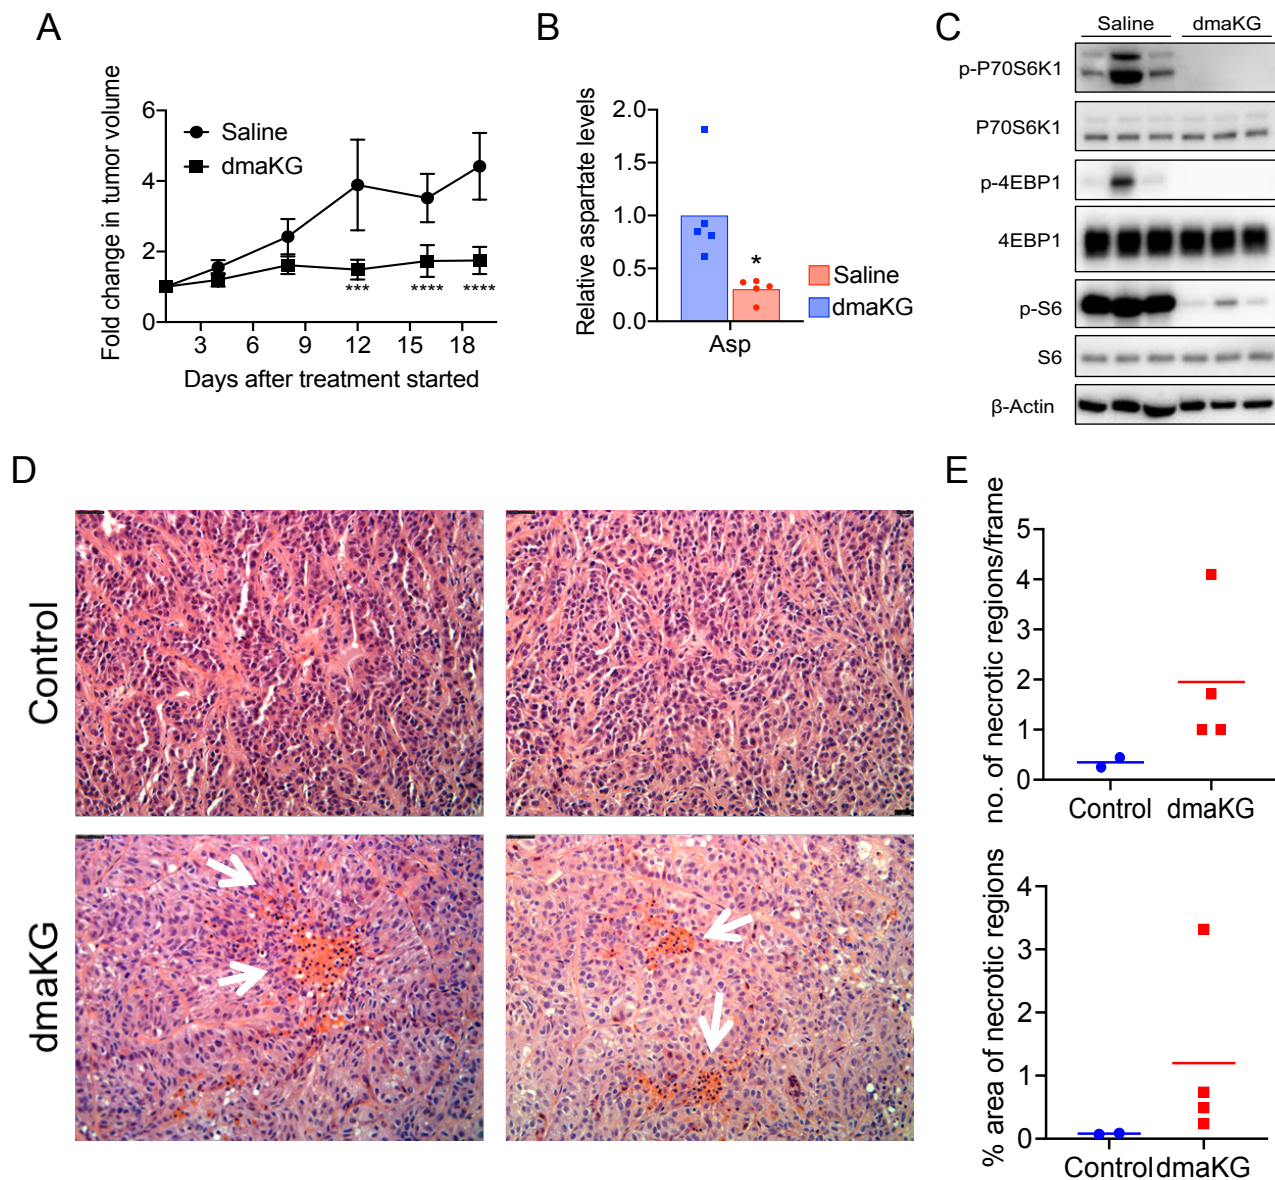 A
Fold change in tumor volume
6
4
2
0
Saline
dmaKG
***
****
****
3 6 9 12 15 18
Days after treatment started
B
Relative aspartate levels
2.0
1.5
1.0
0.5
0.0
*
Asp
Saline
dmaKG
C
Saline dmaKG
p-P70S6K1
P70S6K1
p-4EBP1
4EBP1
p-S6
S6
β-Actin
D
Control
dmaKG
E
no. of necrotic regions/frame
5
4
3
2
1
0
Control dmaKG
% area of necrotic regions
4
3
2
1
0
Control dmaKG